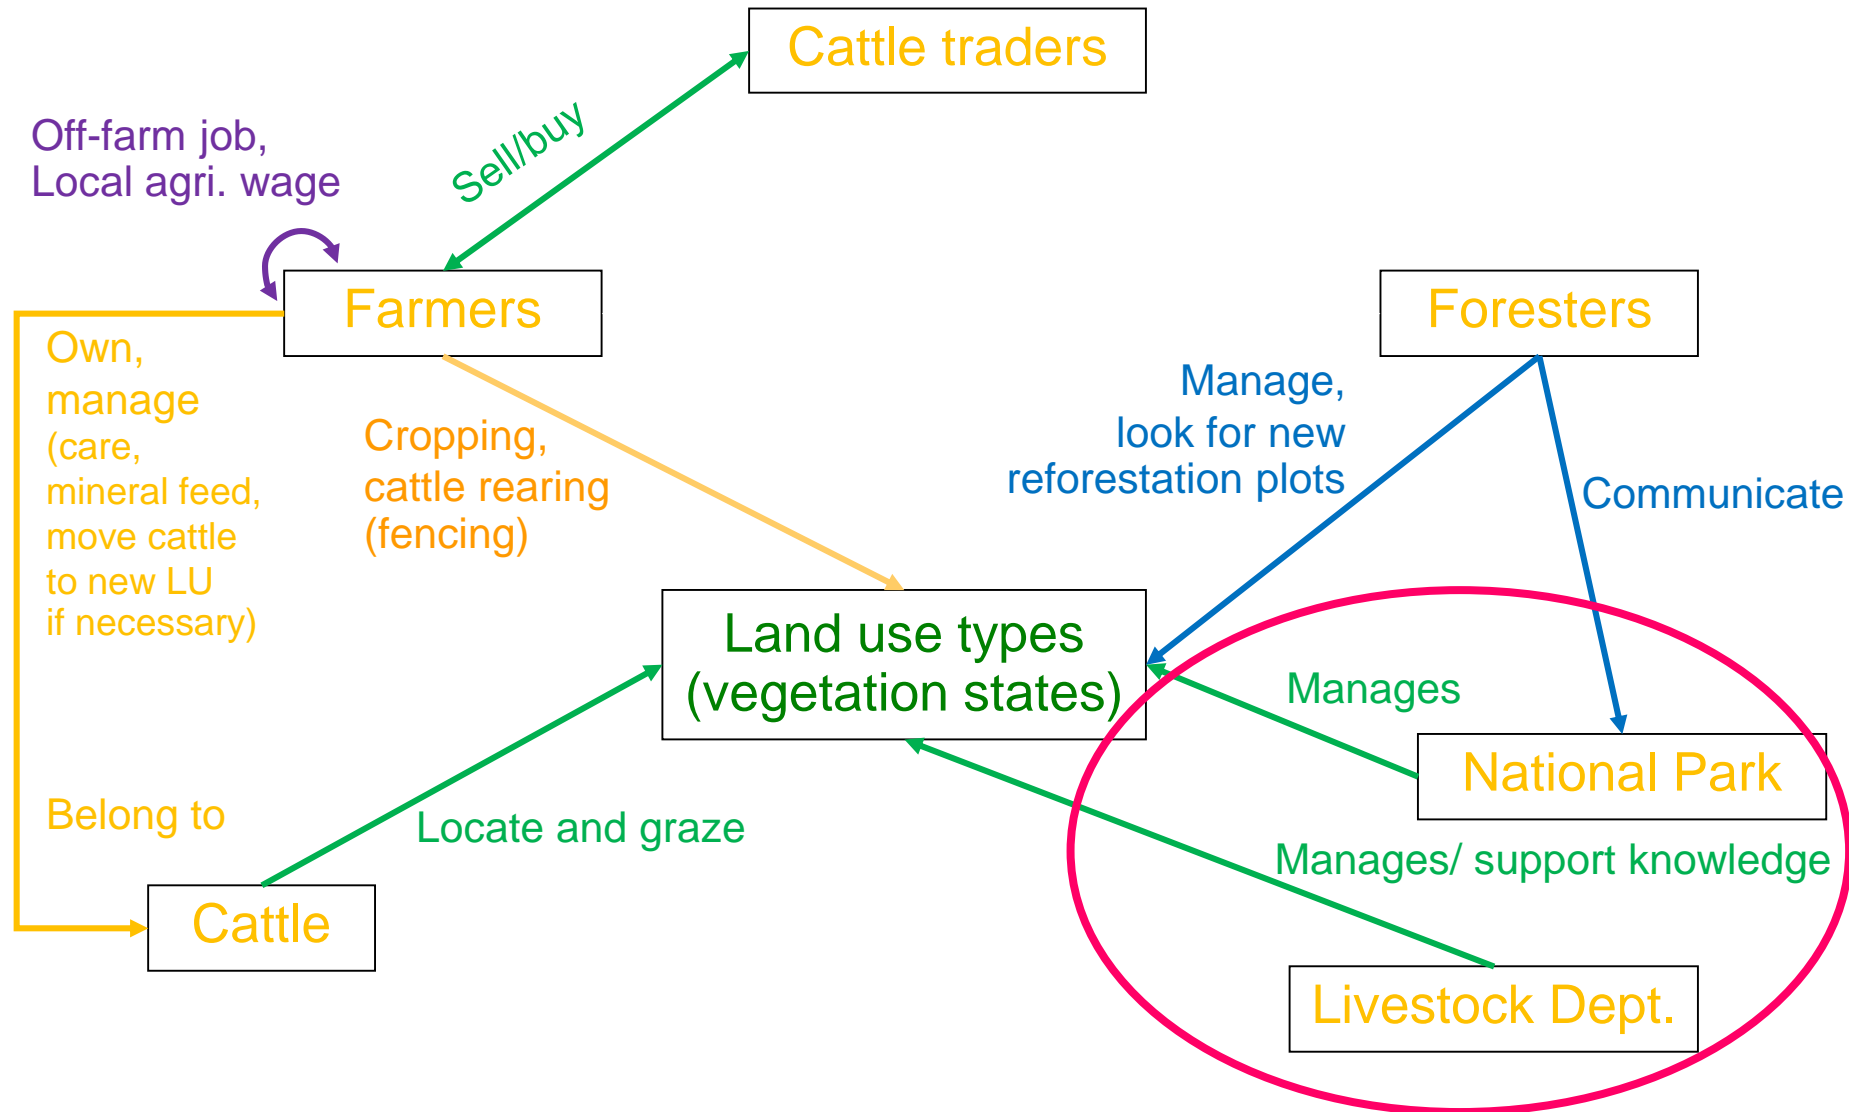 Cattle traders
Sell/buy
Off-farm job,
Local agri. wage
Farmers
Foresters
Own,
manage
(care,
mineral feed,
move cattle
to new LU
if necessary)
Cropping,
cattle rearing
(fencing)
Manage,
look for new
reforestation plots
Communicate
Land use types
(vegetation states)
Manages
National Park
Belong to
Locate and graze
Manages/ support knowledge
Cattle
Livestock Dept.